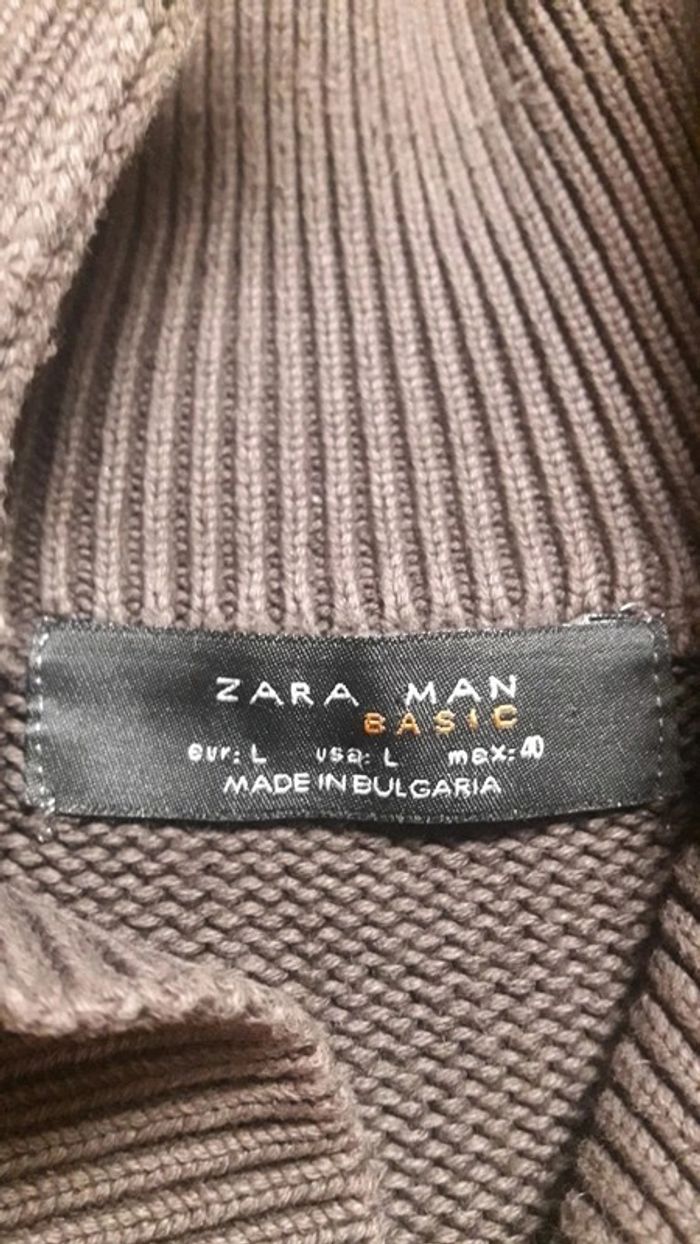 ZARA MAN
BASIC
eur: L usa: L mex: 40
MADE IN BULGARIA